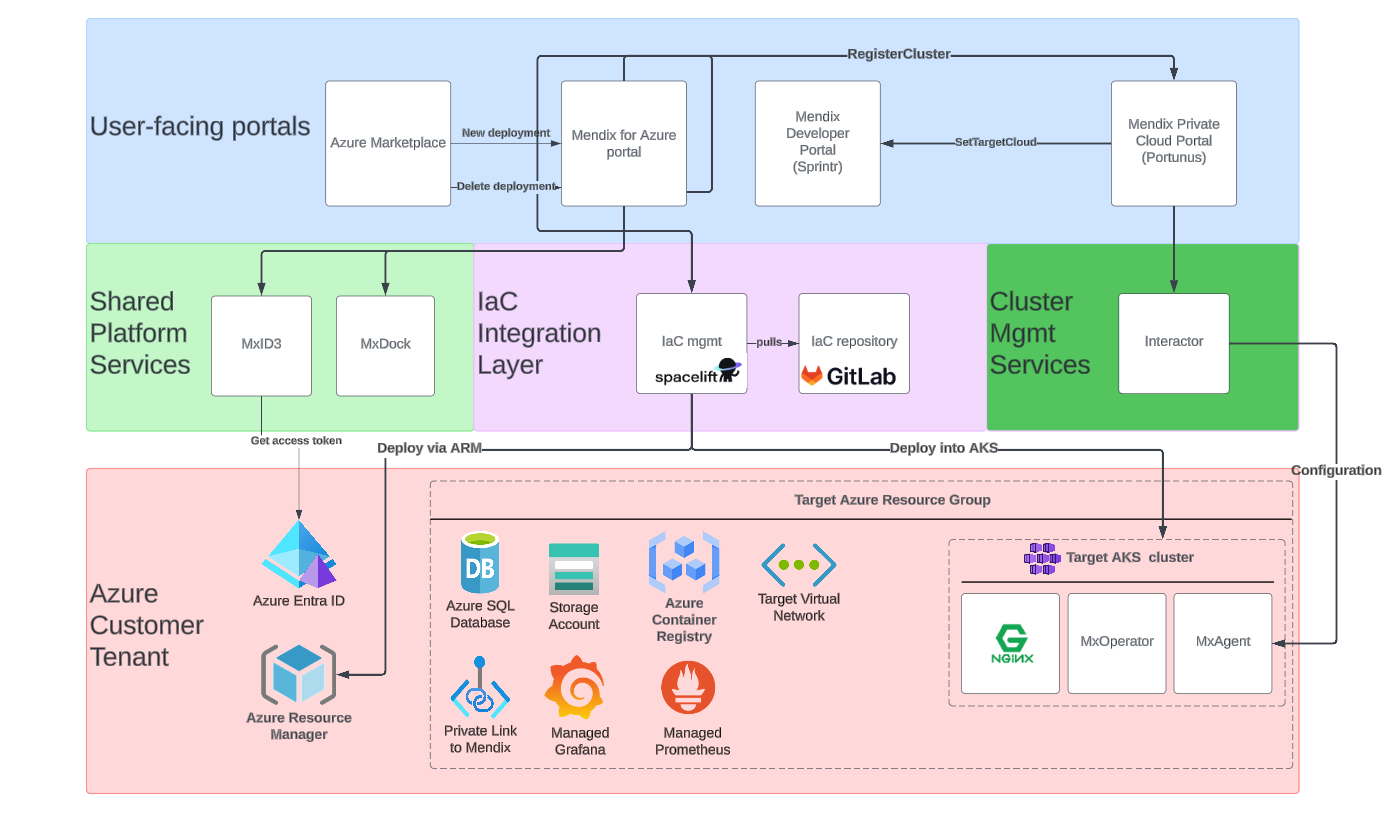 RegisterCluster
User-facing portals
Azure Marketplace
New deployment
Delete deployment
Mendix for Azure
portal
Mendix
Developer
Portal
(Sprintr)
SetTargetCloud
Mendix Private
Cloud Portal
(Portunus)
Shared
Platform
Services
MxID3
MxDock
IaC
Integration
Layer
IaC mgmt
spacelift
pulls
IaC repository
GitLab
Cluster
Mgmt
Services
Interactor
Get access token
Deploy via ARM
Deploy into AKS
Configuration
Azure
Customer
Tenant
Azure Entra ID
Azure Resource
Manager
Target Azure Resource Group
DB
Azure SQL
Database
Storage
Account
Azure
Container
Registry
Target Virtual
Network
Private Link
to Mendix
Managed
Grafana
Managed
Prometheus
Target AKS cluster
NGINX
MxOperator
MxAgent